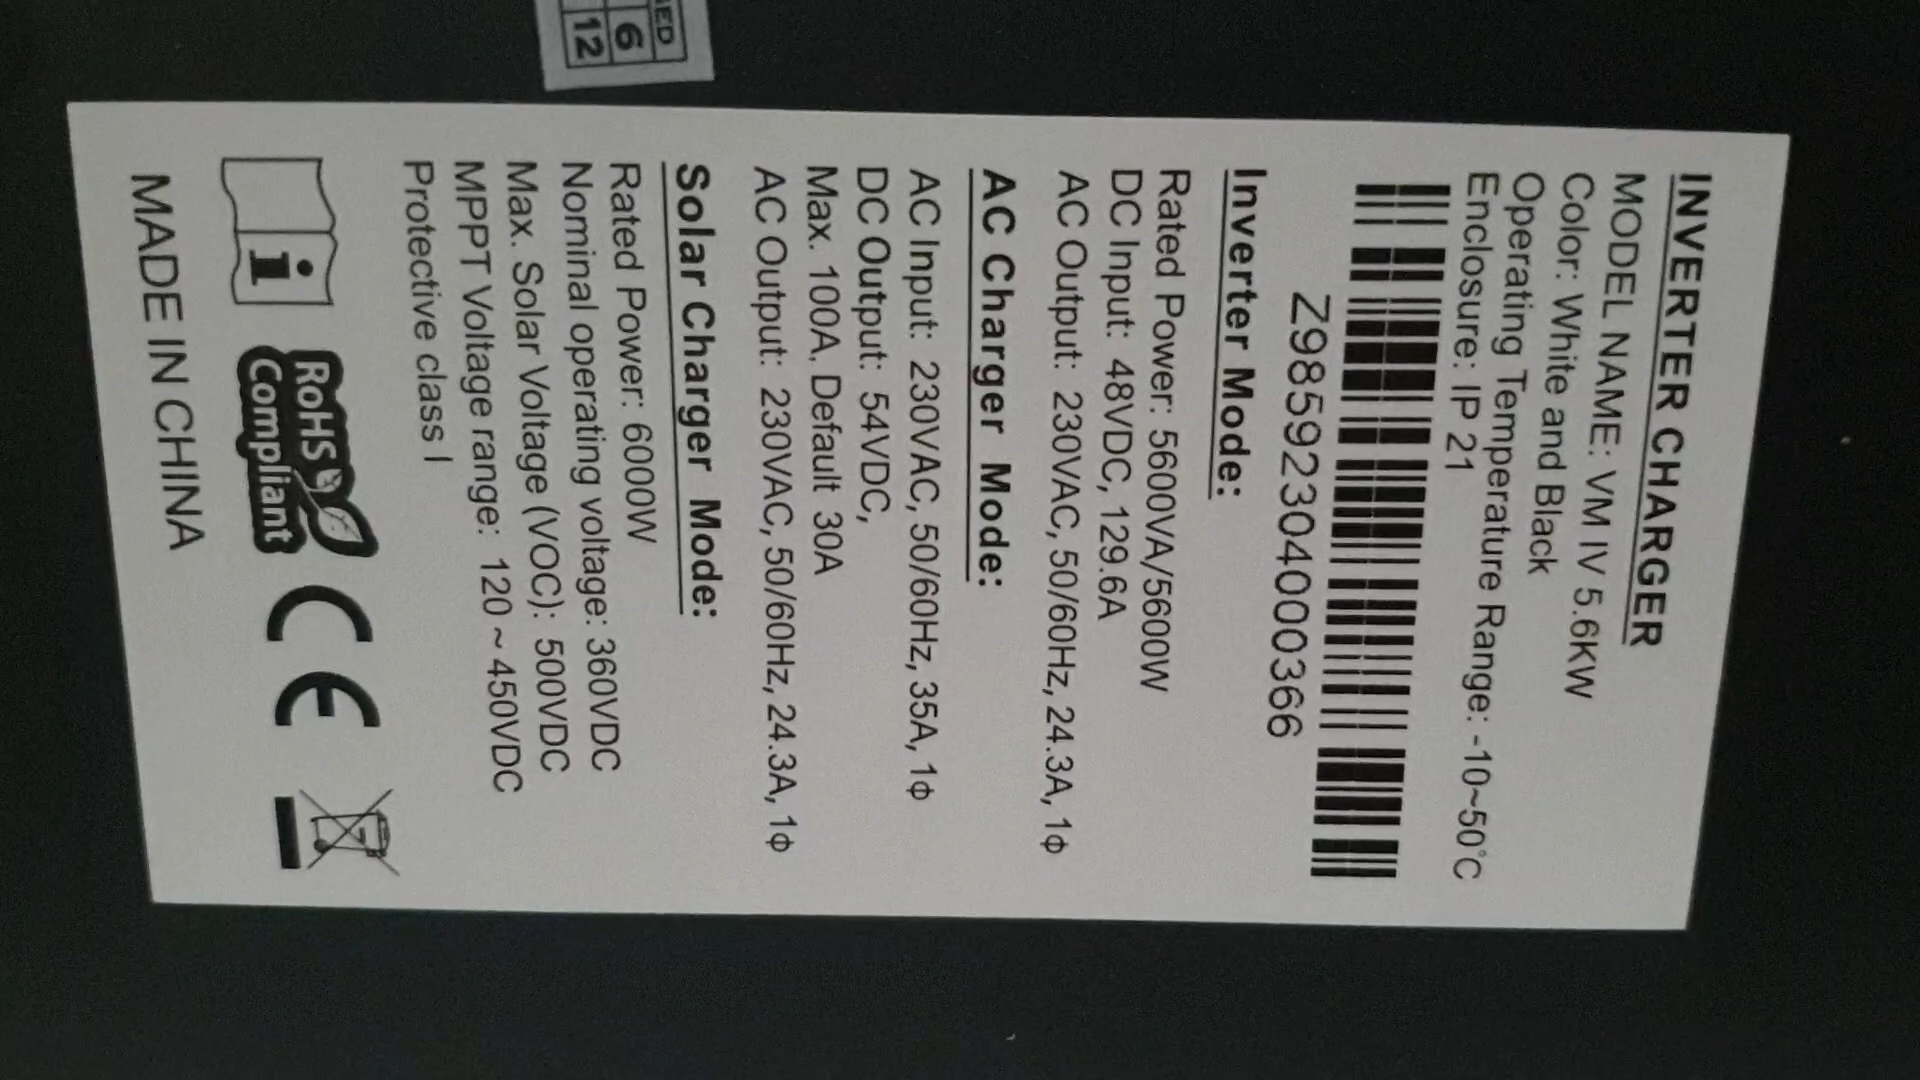 INVERTER CHARGER
MODEL NAME: VM IV 5.6KW
Color: White and Black
Operating Temperature Range: -10~50°C
Enclosure: IP 21
Z9859230400366
Inverter Mode:
Rated Power: 5600VA/5600W
DC Input: 48VDC, 129.6A
AC Output: 230VAC, 50/60Hz, 24.3A, 1ϕ
AC Charger Mode:
AC Input: 230VAC, 50/60Hz, 35A, 1ϕ
DC Output: 54VDC,
Max. 100A, Default 30A
AC Output: 230VAC, 50/60Hz, 24.3A, 1ϕ
Solar Charger Mode:
Rated Power: 6000W
Nominal operating voltage: 360VDC
Max. Solar Voltage (VOC): 500VDC
MPPT Voltage range: 120 ~ 450VDC
Protective class I
i
RoHS
Compliant
CE
MADE IN CHINA
6
12